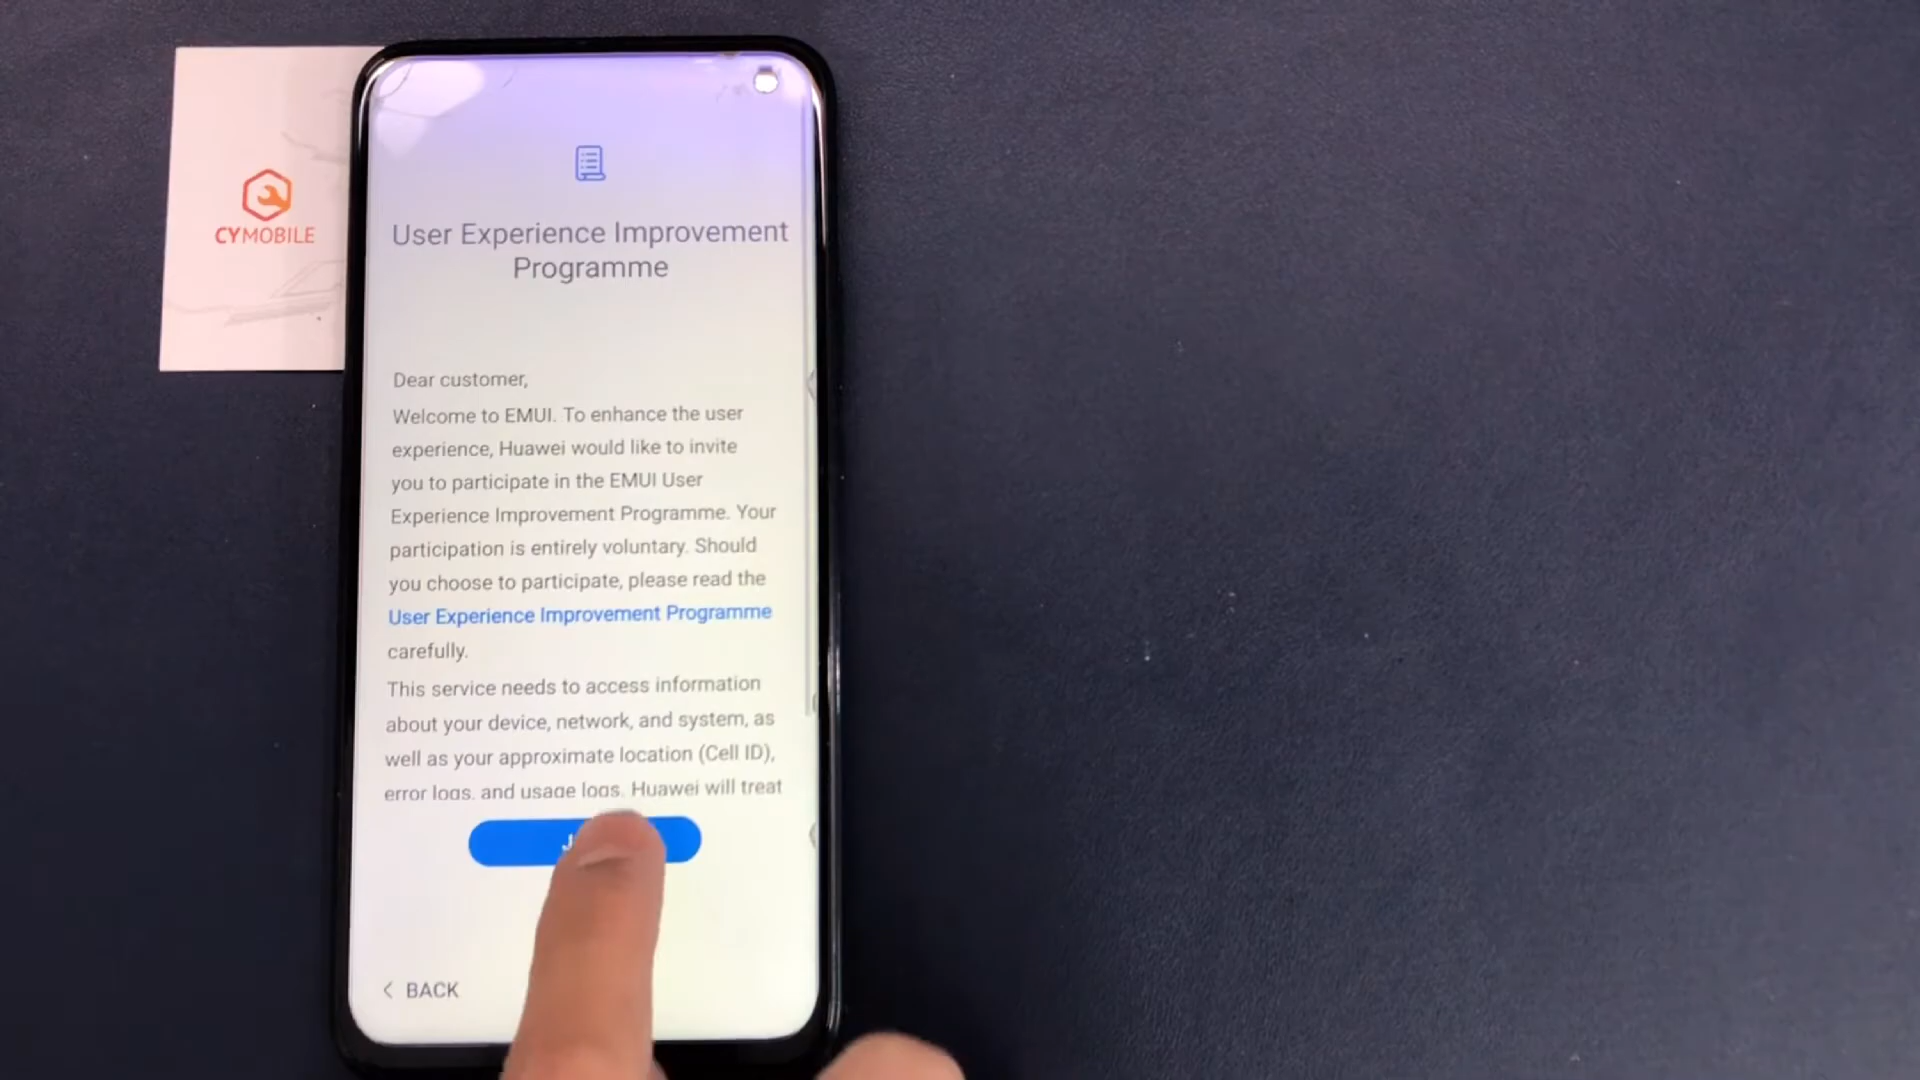 CYMOBILE
User Experience Improvement
Programme
Dear customer,
Welcome to EMUI. To enhance the user
experience, Huawei would like to invite
you to participate in the EMUI User
Experience Improvement Programme. Your
participation is entirely voluntary. Should
you choose to participate, please read the
User Experience Improvement Programme
carefully.
This service needs to access information
about your device, network, and system, as
well as your approximate location (Cell ID),
error logs, and usage logs. Huawei will treat
BACK